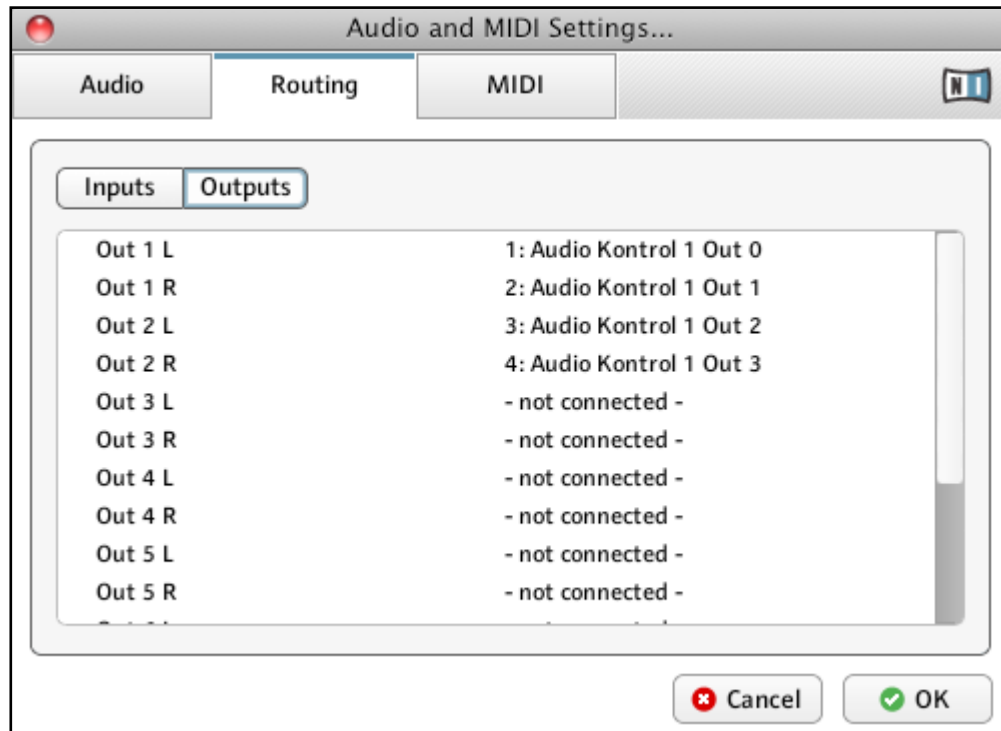 Audio and MIDI Settings...
Audio Routing MIDI
NI
Inputs Outputs
Out 1 L 1: Audio Kontrol 1 Out 0
Out 1 R 2: Audio Kontrol 1 Out 1
Out 2 L 3: Audio Kontrol 1 Out 2
Out 2 R 4: Audio Kontrol 1 Out 3
Out 3 L - not connected -
Out 3 R - not connected -
Out 4 L - not connected -
Out 4 R - not connected -
Out 5 L - not connected -
Out 5 R - not connected -
Cancel OK